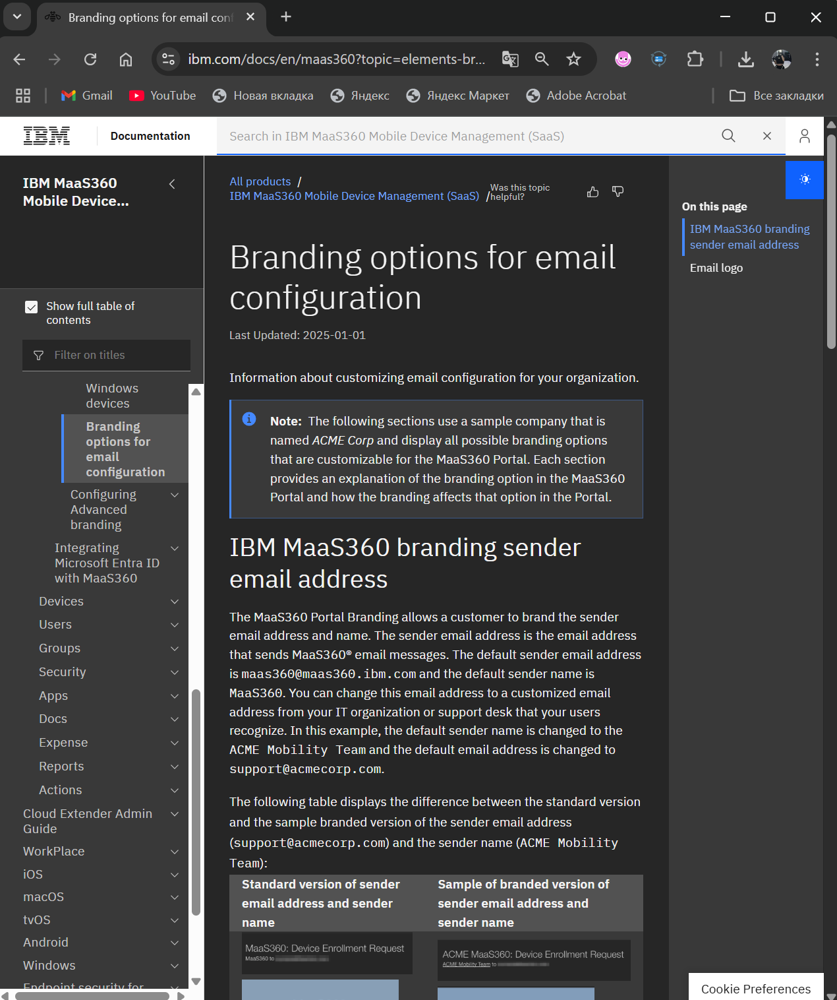 Branding options for email conf
ibm.com/docs/en/maas360?topic=elements-br...
Gmail
YouTube
Новая вкладка
Яндекс
Яндекс Маркет
Adobe Acrobat
Все закладки
IBM
Documentation
Search in IBM MaaS360 Mobile Device Management (SaaS)
IBM MaaS360
Mobile Device...
Show full table of
contents
Filter on titles
Windows
devices
Branding
options for
email
configuration
Configuring
Advanced
branding
Integrating
Microsoft Entra ID
with MaaS360
Devices
Users
Groups
Security
Apps
Docs
Expense
Reports
Actions
Cloud Extender Admin
Guide
WorkPlace
iOS
macOS
tvOS
Android
Windows
Endpoint security for
All products /
IBM MaaS360 Mobile Device Management (SaaS) /
Was this topic
helpful?
Branding options for email
configuration
Last Updated: 2025-01-01
Information about customizing email configuration for your organization.
Note: The following sections use a sample company that is
named ACME Corp and display all possible branding options
that are customizable for the MaaS360 Portal. Each section
provides an explanation of the branding option in the MaaS360
Portal and how the branding affects that option in the Portal.
IBM MaaS360 branding sender
email address
The MaaS360 Portal Branding allows a customer to brand the sender
email address and name. The sender email address is the email address
that sends MaaS360® email messages. The default sender email address
is maas360@maas360.ibm.com and the default sender name is
MaaS360. You can change this email address to a customized email
address from your IT organization or support desk that your users
recognize. In this example, the default sender name is changed to the
ACME Mobility Team and the default email address is changed to
support@acmecorp.com.
The following table displays the difference between the standard version
and the sample branded version of the sender email address
(support@acmecorp.com) and the sender name (ACME Mobility
Team):
Standard version of sender
email address and sender
name
Sample of branded version of
sender email address and
sender name
MaaS360: Device Enrollment Request
MaaS360 to
ACME MaaS360: Device Enrollment Request
ACME Mobility Team to
On this page
IBM MaaS360 branding
sender email address
Email logo
Cookie Preferences